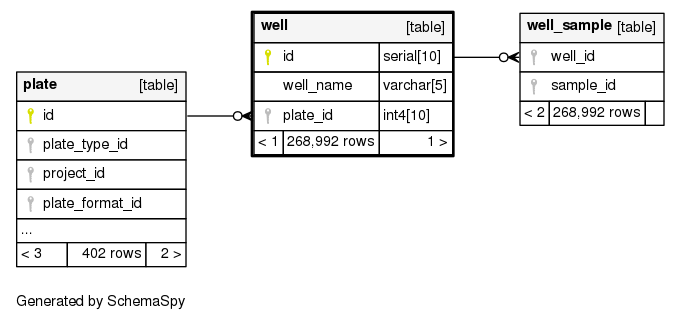 plate [table]
id
plate_type_id
project_id
plate_format_id
...
< 3 402 rows 2 >
well [table]
id serial[10]
well_name varchar[5]
plate_id int4[10]
< 1 268,992 rows 1 >
well_sample [table]
well_id
sample_id
< 2 268,992 rows
Generated by SchemaSpy